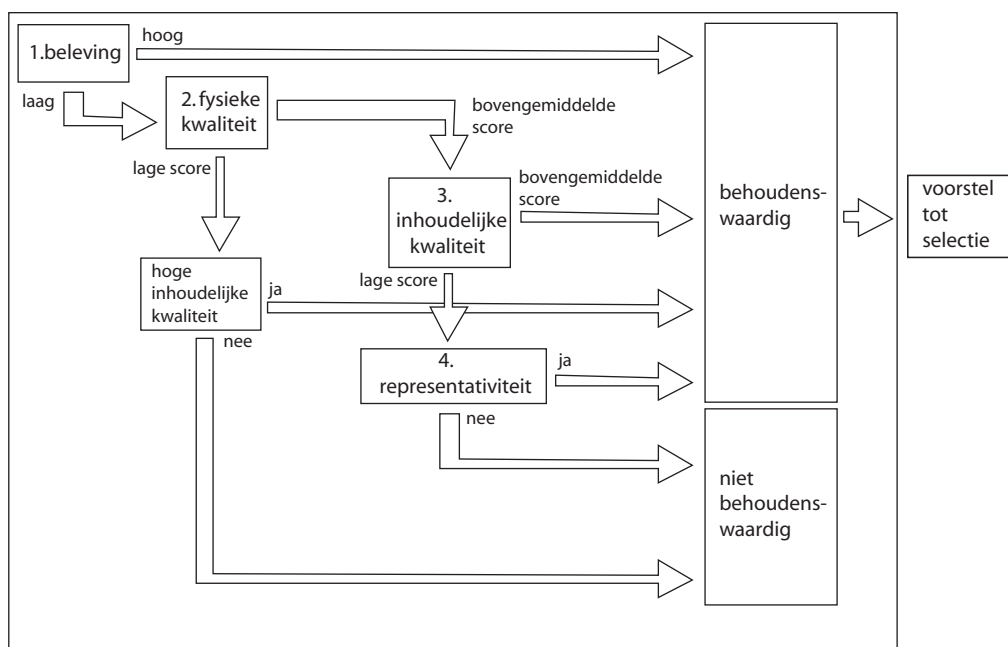 1.beleving
hoog
laag
2. fysieke
kwaliteit
bovengemiddelde
score
lage score
3.
inhoudelijke
kwaliteit
bovengemiddelde
score
behoudens-
waardig
voorstel
tot
selectie
hoge
inhoudelijke
kwaliteit
ja
nee
lage score
4.
representativiteit
ja
nee
niet
behoudens-
waardig